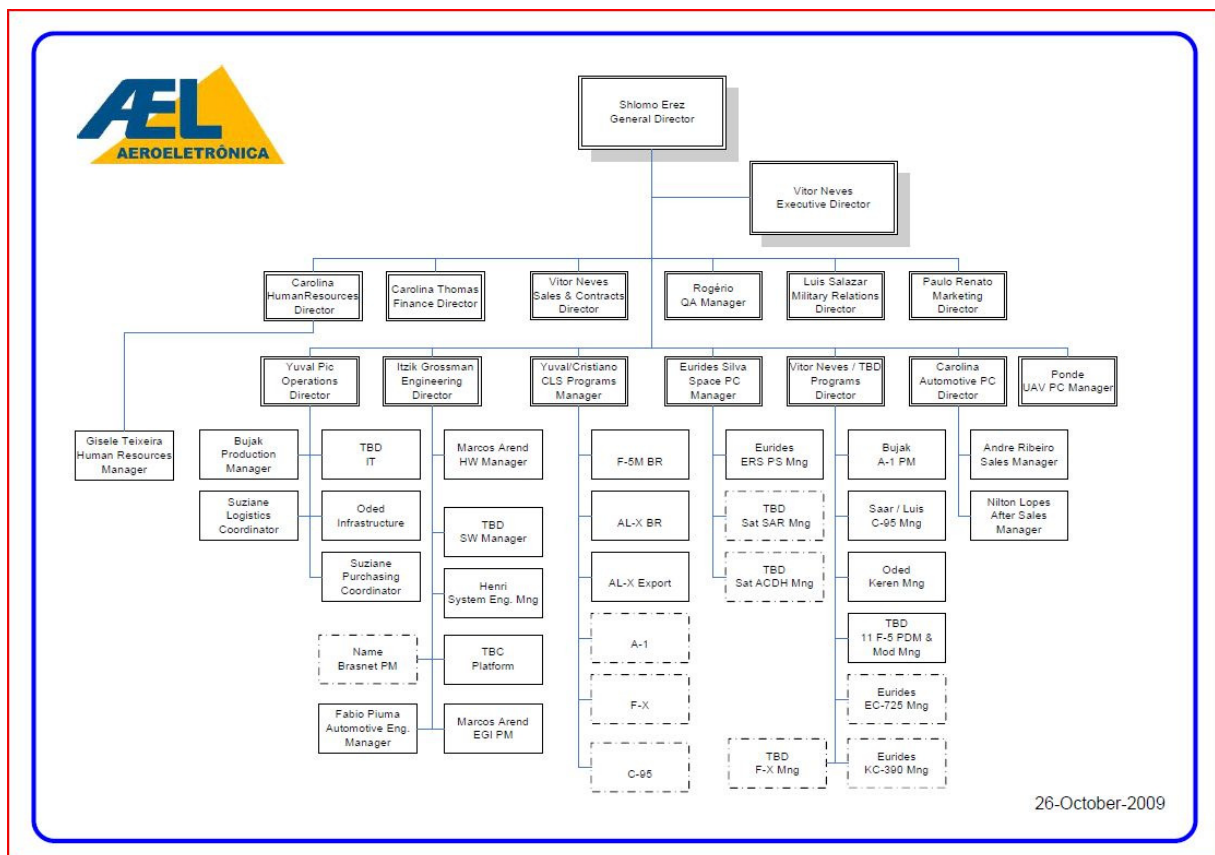 ÆL
AEROELETRÔNICA
Shlomo Erez
General Director
Vitor Neves
Executive Director
Carolina
HumanResources
Director
Carolina Thomas
Finance Director
Vitor Neves
Sales & Contracts
Director
Rogério
QA Manager
Luis Salazar
Military Relations
Director
Paulo Renato
Marketing
Director
Yuval Pic
Operations
Director
Itzik Grossman
Engineering
Director
Yuval/Cristiano
CLS Programs
Manager
Eurides Silva
Space PC
Manager
Vitor Neves / TBD
Programs
Director
Carolina
Automotive PC
Director
Ponde
UAV PC Manager
Gisele Teixeira
Human Resources
Manager
Bujak
Production
Manager
TBD
IT
Marcos Arend
HW Manager
F-5M BR
Eurides
ERS PS Mng
Bujak
A-1 PM
Andre Ribeiro
Sales Manager
Suziane
Logistics
Coordinator
Oded
Infrastructure
TBD
SW Manager
AL-X BR
TBD
Sat SAR Mng
Saar / Luis
C-95 Mng
Nilton Lopes
After Sales
Manager
Suziane
Purchasing
Coordinator
Henri
System Eng. Mng
AL-X Export
TBD
Sat ACDH Mng
Oded
Keren Mng
Name
Brasnet PM
TBC
Platform
A-1
TBD
11 F-5 PDM &
Mod Mng
Fabio Piuma
Automotive Eng.
Manager
Marcos Arend
EGI PM
F-X
Eurides
EC-725 Mng
C-95
TBD
F-X Mng
Eurides
KC-390 Mng
26-October-2009